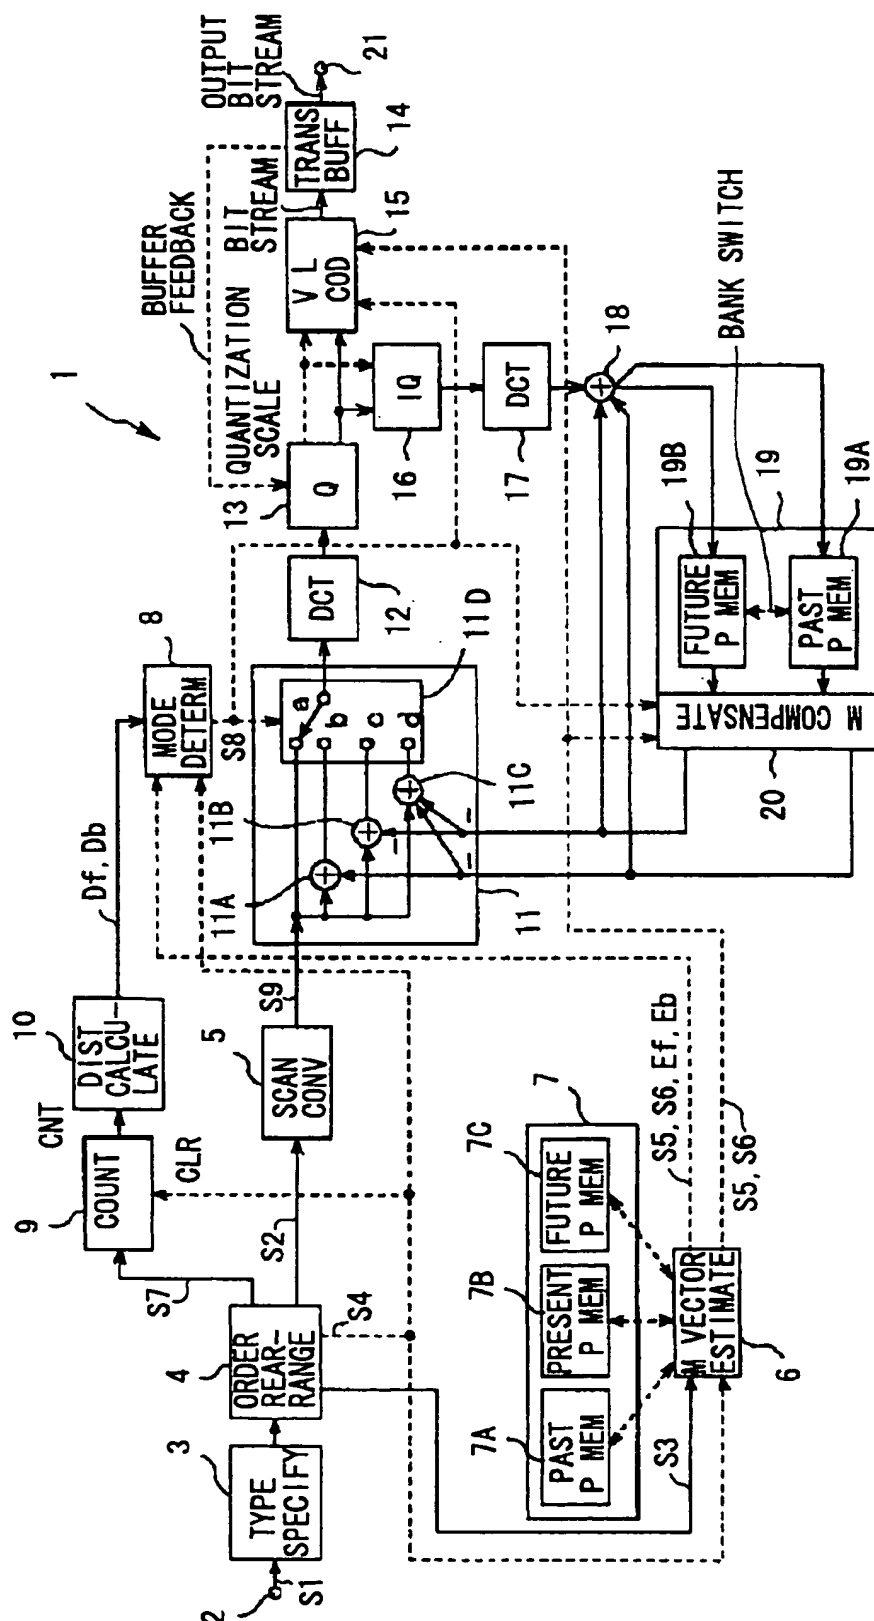 1
2
S1
3
TYPE
SPECIFY
4
ORDER
REAR-
RANGE
S7
S2
S4
S3
9
COUNT
CNT
CLR
10
DIST
CALCU-
LATE
Df, Db
5
SCAN
CONV
S9
8
MODE
DETERM
S8
11
11A
11B
11C
11D
a
b
c
d
12
DCT
13
Q
QUANTIZATION
SCALE
BUFFER
FEEDBACK
V L
COD
15
BIT
STREAM
TRANS
BUFF
14
OUTPUT
BIT
STREAM
21
IQ
16
DCT
17
18
BANK SWITCH
FUTURE
P MEM
19B
19
PAST
P MEM
19A
M COMPENSATE
20
7
7A
PAST
P MEM
7B
PRESENT
P MEM
7C
FUTURE
P MEM
M VECTOR
ESTIMATE
6
S5, S6, Ef, Eb
S5, S6